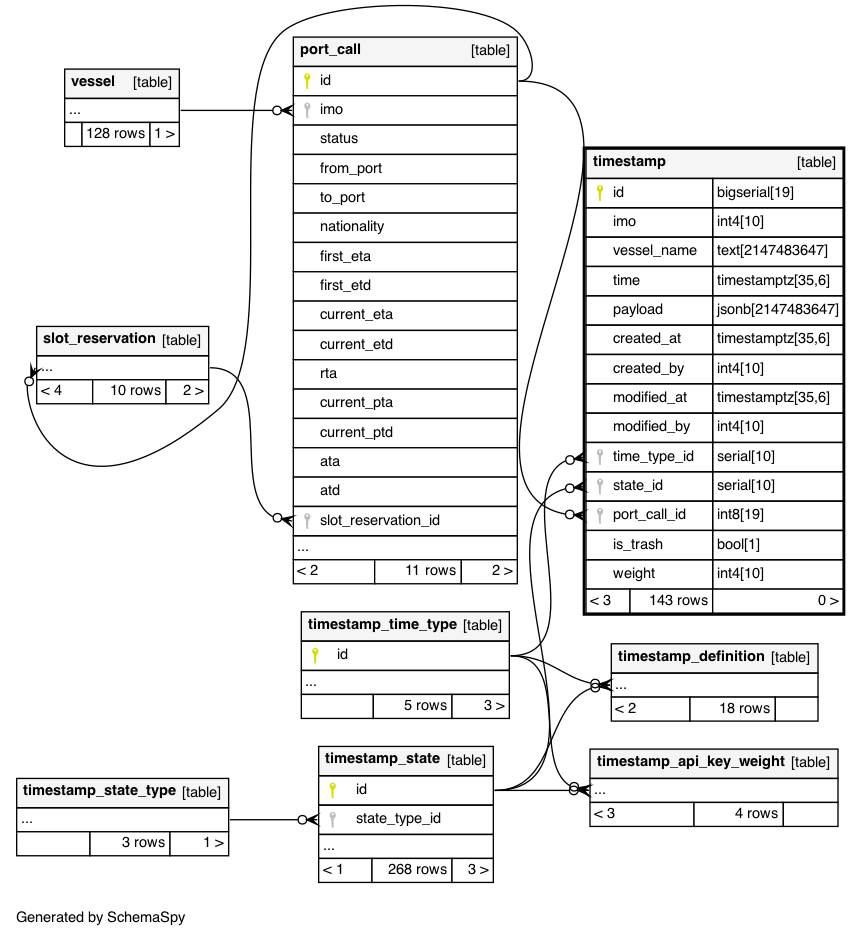 vessel [table]
...
128 rows 1 >
port_call [table]
id
imo
status
from_port
to_port
nationality
first_eta
first_etd
current_eta
current_etd
rta
current_pta
current_ptd
ata
atd
slot_reservation_id
...
< 2 11 rows 2 >
timestamp [table]
id bigserial[19]
imo int4[10]
vessel_name text[2147483647]
time timestamptz[35,6]
payload jsonb[2147483647]
created_at timestamptz[35,6]
created_by int4[10]
modified_at timestamptz[35,6]
modified_by int4[10]
time_type_id serial[10]
state_id serial[10]
port_call_id int8[19]
is_trash bool[1]
weight int4[10]
< 3 143 rows 0 >
slot_reservation [table]
...
< 4 10 rows 2 >
timestamp_time_type [table]
id
...
5 rows 3 >
timestamp_definition [table]
...
< 2 18 rows
timestamp_state [table]
id
state_type_id
...
< 1 268 rows 3 >
timestamp_api_key_weight [table]
...
< 3 4 rows
timestamp_state_type [table]
...
3 rows 1 >
Generated by SchemaSpy